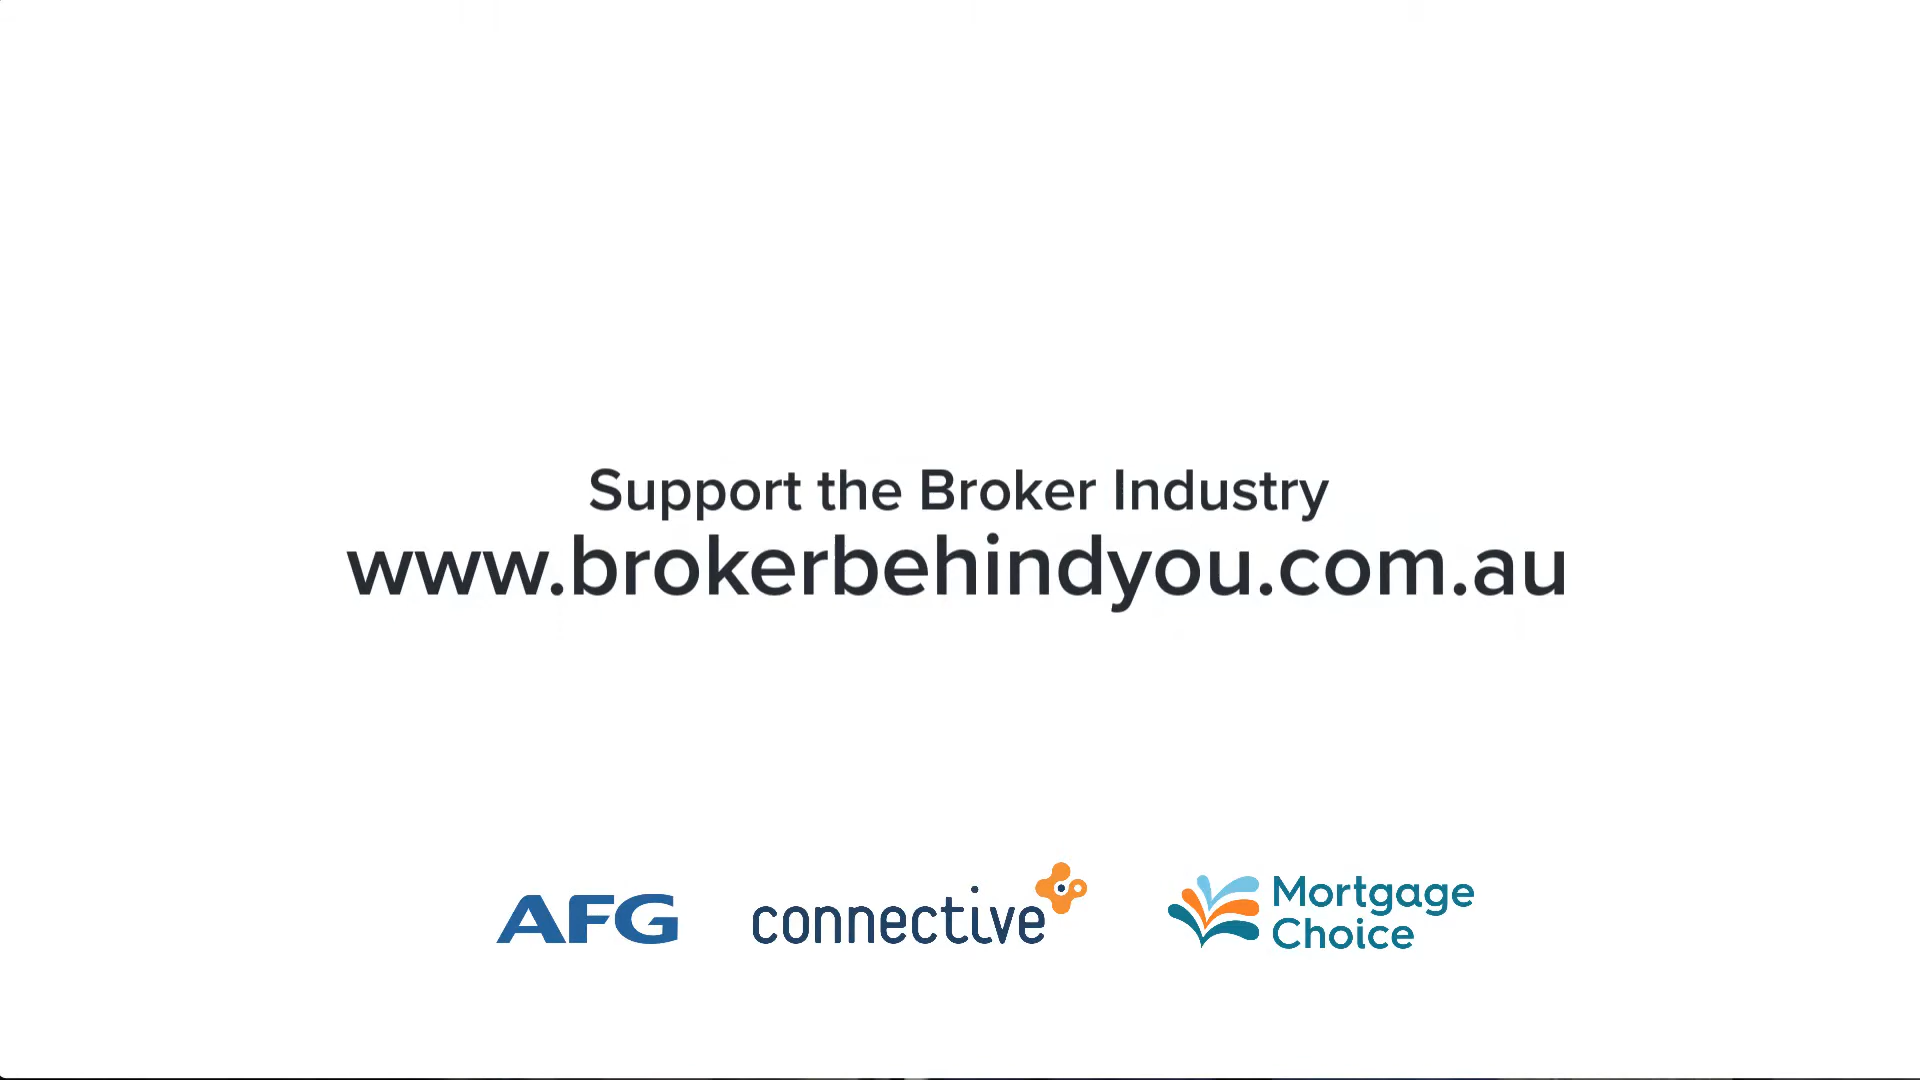 Support the Broker Industry
www.brokerbehindyou.com.au
AFG
connective
Mortgage
Choice